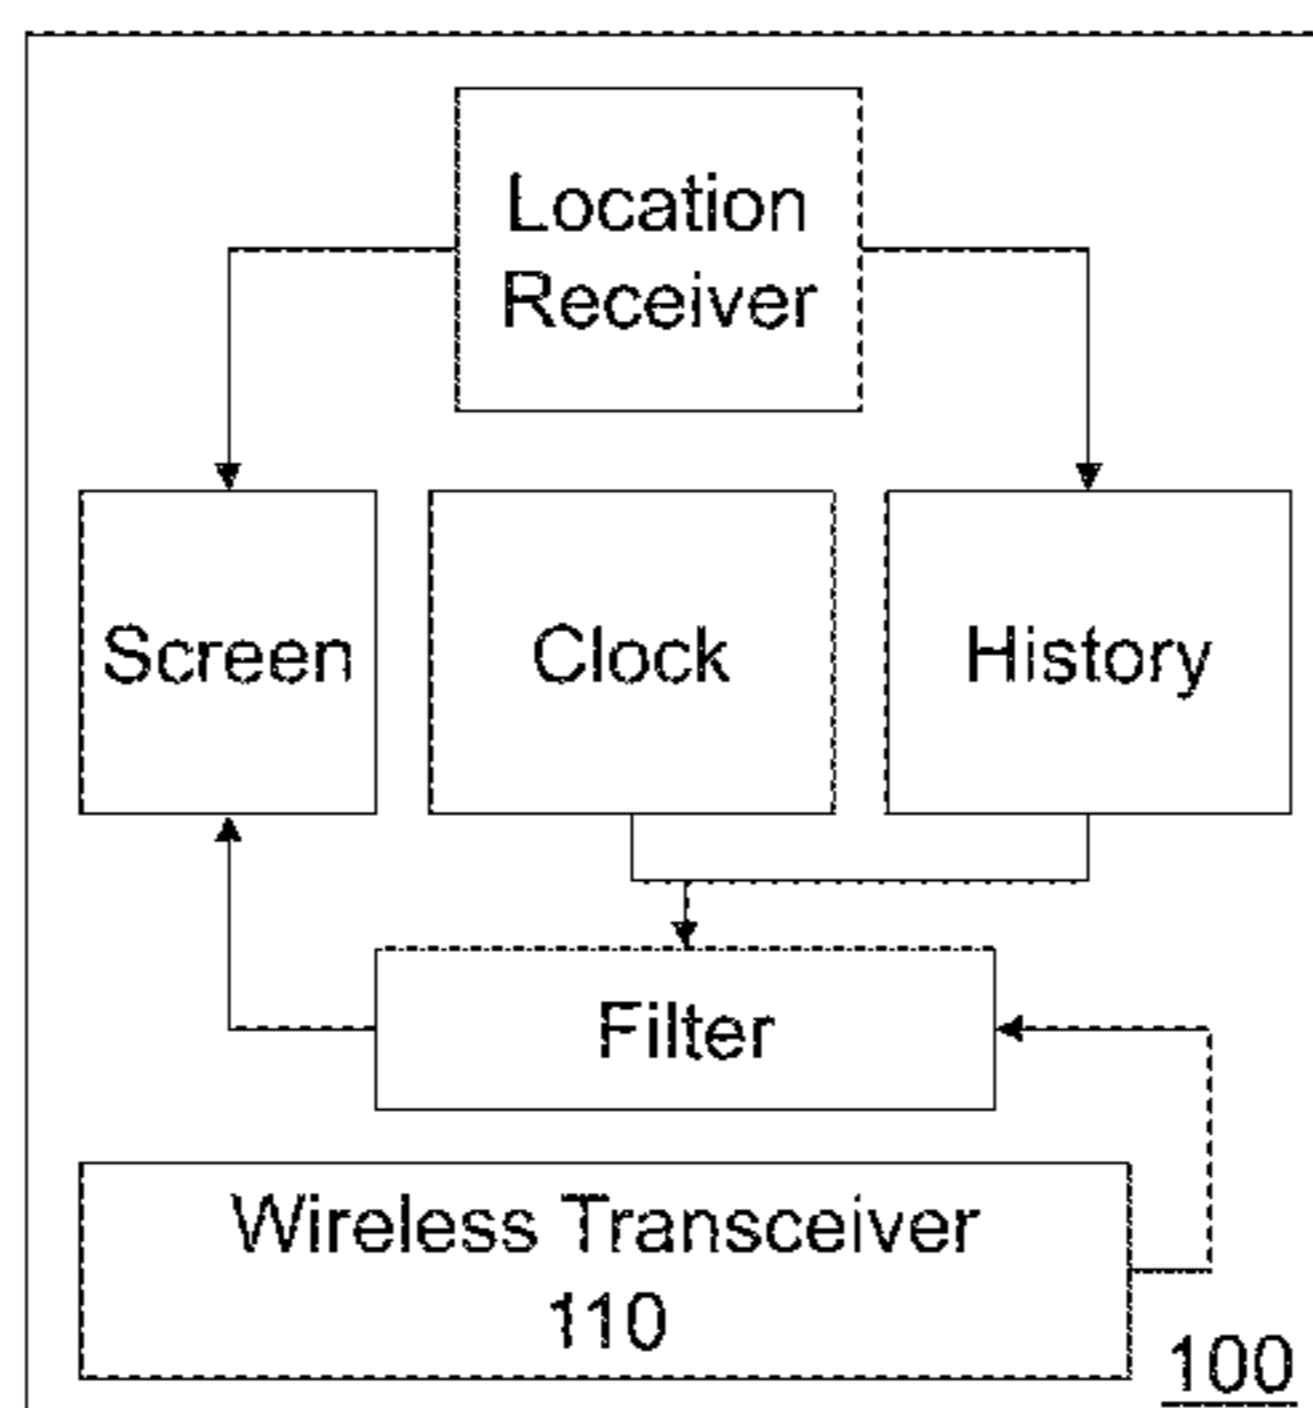 Location
Receiver
Screen
Clock
History
Filter
Wireless Transceiver
110
100